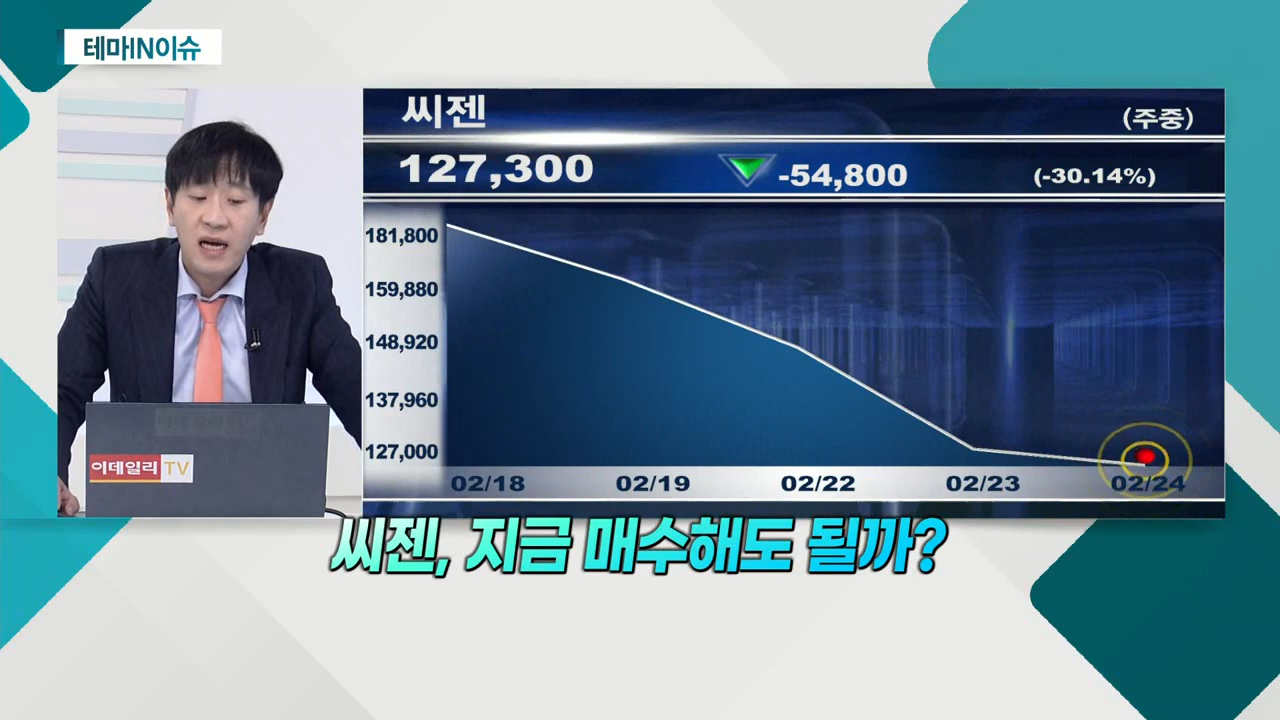 테마IN이슈
씨젠 (주중)
127,300 -54,800 (-30.14%)
181,800
159,880
148,920
137,960
127,000
02/18 02/19 02/22 02/23 02/24
이데일리 TV
씨젠, 지금 매수해도 될까?